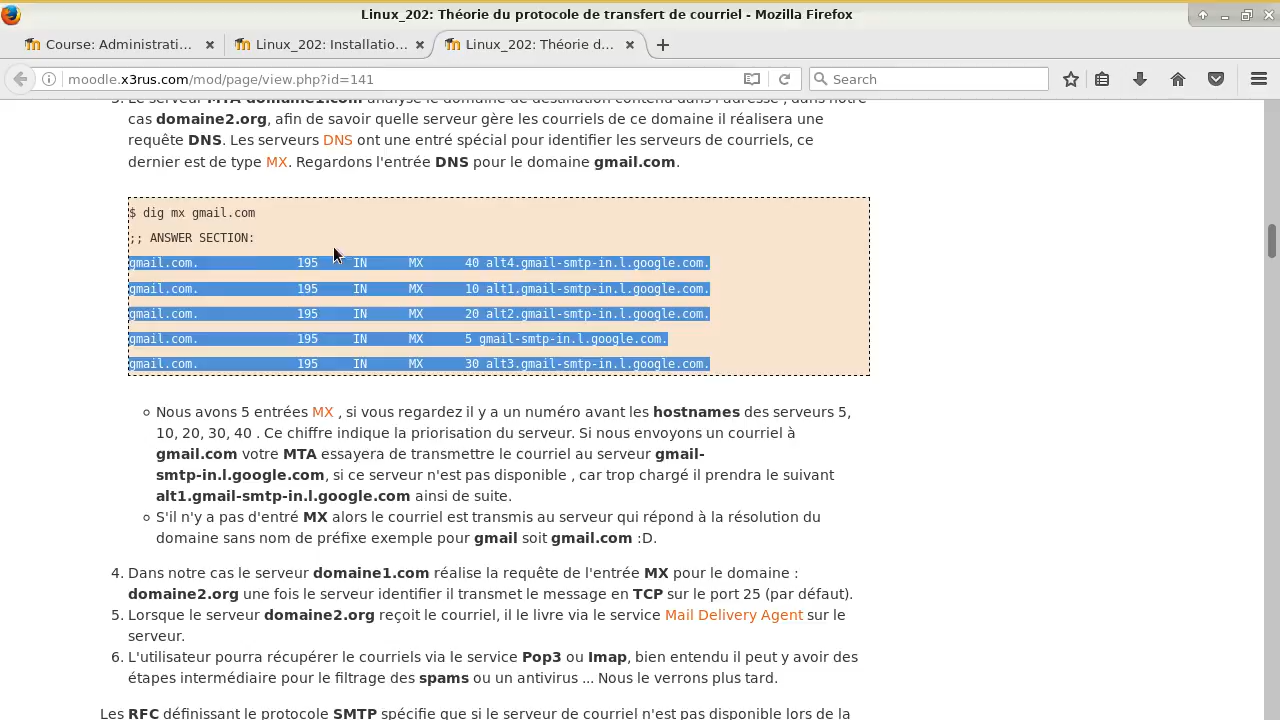 Linux_202: Théorie du protocole de transfert de courriel - Mozilla Firefox
Course: Administrati... Linux_202: Installatio... Linux_202: Théorie d...
moodle.x3rus.com/mod/page/view.php?id=141 Search
3. Le serveur MTA domaine1.com analyse le domaine de destination contenu dans l'adresse , dans notre
cas domaine2.org, afin de savoir quelle serveur gère les courriels de ce domaine il réalisera une
requête DNS. Les serveurs DNS ont une entré spécial pour identifier les serveurs de courriels, ce
dernier est de type MX. Regardons l'entrée DNS pour le domaine gmail.com.
$ dig mx gmail.com
;; ANSWER SECTION:
gmail.com. 195 IN MX 40 alt4.gmail-smtp-in.l.google.com.
gmail.com. 195 IN MX 10 alt1.gmail-smtp-in.l.google.com.
gmail.com. 195 IN MX 20 alt2.gmail-smtp-in.l.google.com.
gmail.com. 195 IN MX 5 gmail-smtp-in.l.google.com.
gmail.com. 195 IN MX 30 alt3.gmail-smtp-in.l.google.com.
Nous avons 5 entrées MX , si vous regardez il y a un numéro avant les hostnames des serveurs 5,
10, 20, 30, 40 . Ce chiffre indique la priorisation du serveur. Si nous envoyons un courriel à
gmail.com votre MTA essayera de transmettre le courriel au serveur gmail-
smtp-in.l.google.com, si ce serveur n'est pas disponible , car trop chargé il prendra le suivant
alt1.gmail-smtp-in.l.google.com ainsi de suite.
S'il n'y a pas d'entré MX alors le courriel est transmis au serveur qui répond à la résolution du
domaine sans nom de préfixe exemple pour gmail soit gmail.com :D.
4. Dans notre cas le serveur domaine1.com réalise la requête de l'entrée MX pour le domaine :
domaine2.org une fois le serveur identifier il transmet le message en TCP sur le port 25 (par défaut).
5. Lorsque le serveur domaine2.org reçoit le courriel, il le livre via le service Mail Delivery Agent sur le
serveur.
6. L'utilisateur pourra récupérer le courriels via le service Pop3 ou Imap, bien entendu il peut y avoir des
étapes intermédiaire pour le filtrage des spams ou un antivirus ... Nous le verrons plus tard.
Les RFC définissant le protocole SMTP spécifie que si le serveur de courriel n'est pas disponible lors de la